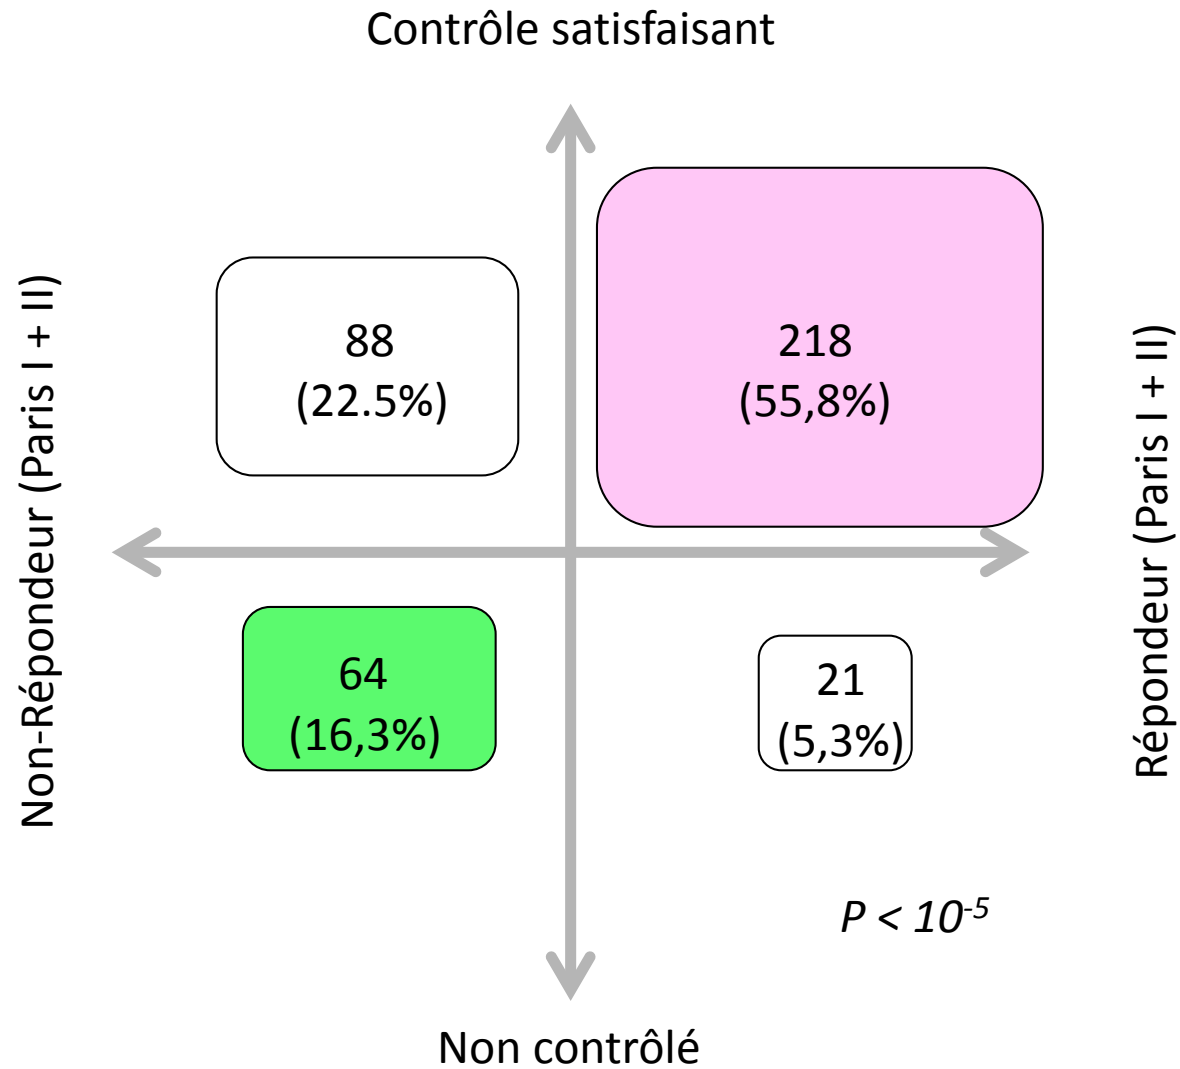 Contrôle satisfaisant
Non-Répondeur (Paris I + II)
88
(22.5%)
218
(55,8%)
Répondeur (Paris I + II)
64
(16,3%)
21
(5,3%)
P < 10⁻⁵
Non contrôlé